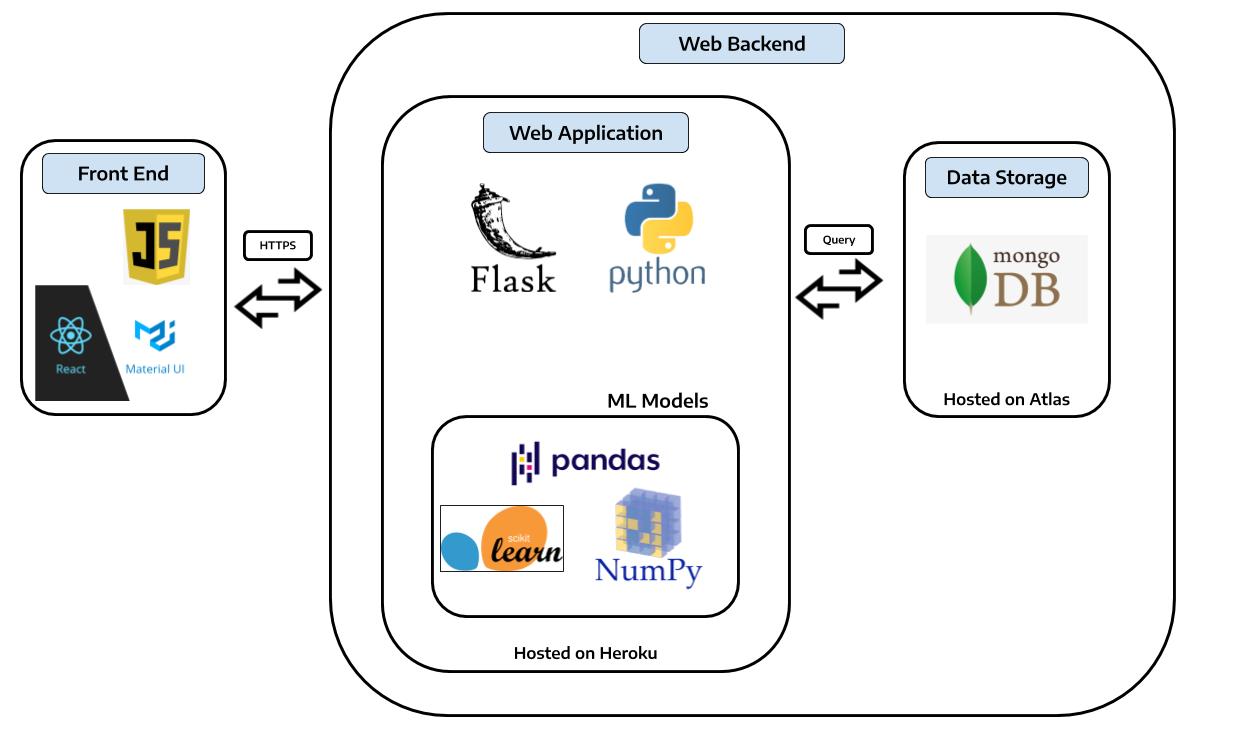 Web Backend
Web Application
Front End
Data Storage
JS
HTTPS
Query
Flask
python
mongo
DB
React
Material UI
ML Models
Hosted on Atlas
pandas
scikit
learn
NumPy
Hosted on Heroku